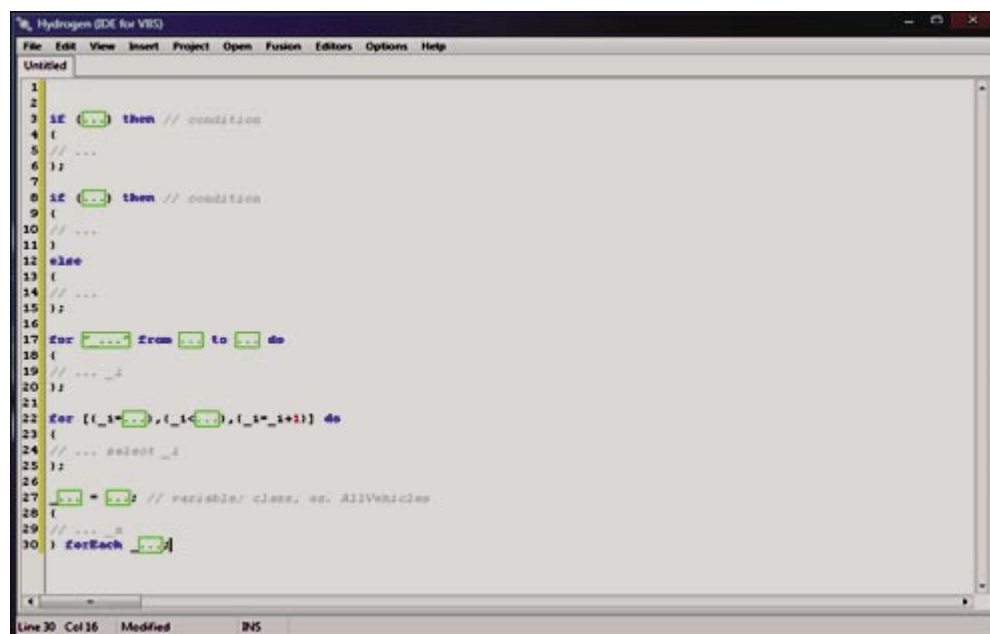 Hydrogen (IDE for VBS)
File Edit View Insert Project Open Fusion Editors Options Help
Untitled
1
2
3 if (...) then // condition
4 {
5 // ...
6 };
7
8 if (...) then // condition
9 {
10 // ...
11 }
12 else
13 {
14 // ...
15 };
16
17 for "_..." from ... to ... do
18 {
19 // ... _i
20 };
21
22 for [{_i=...},{_i<...},{_i=_i+1}] do
23 {
24 // ... select _i
25 };
26
27 _... = ...; // variable/ class, ex. AllVehicles
28 {
29 // ... _x
30 } forEach _...;
Line 30 Col 16 Modified INS